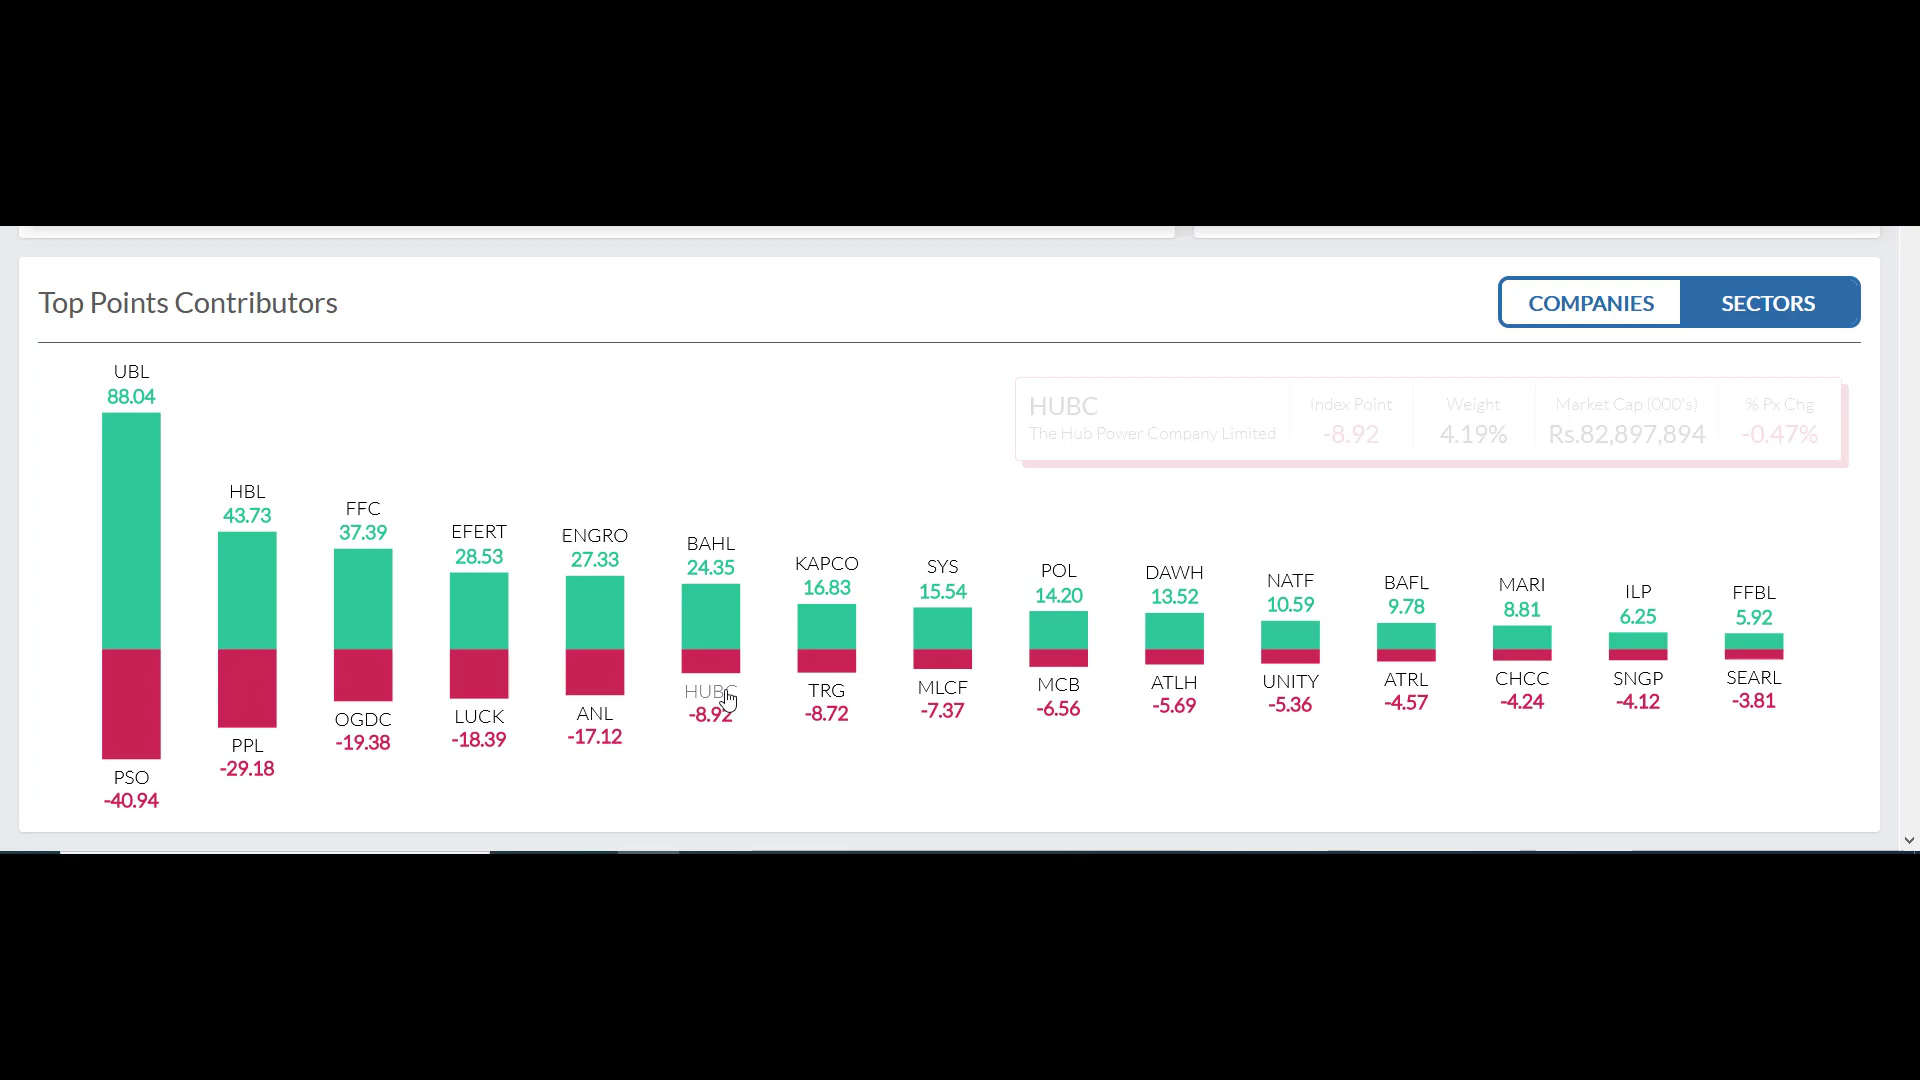 Top Points Contributors
COMPANIES SECTORS
HUBC
The Hub Power Company Limited
Index Point
-8.92
Weight
4.19%
Market Cap (000's)
Rs.82,897,894
% Px Chg
-0.47%
UBL
88.04
HBL
43.73
FFC
37.39
EFERT
28.53
ENGRO
27.33
BAHL
24.35
KAPCO
16.83
SYS
15.54
POL
14.20
DAWH
13.52
NATF
10.59
BAFL
9.78
MARI
8.81
ILP
6.25
FFBL
5.92
PSO
-40.94
PPL
-29.18
OGDC
-19.38
LUCK
-18.39
ANL
-17.12
HUBC
-8.92
TRG
-8.72
MLCF
-7.37
MCB
-6.56
ATLH
-5.69
UNITY
-5.36
ATRL
-4.57
CHCC
-4.24
SNGP
-4.12
SEARL
-3.81